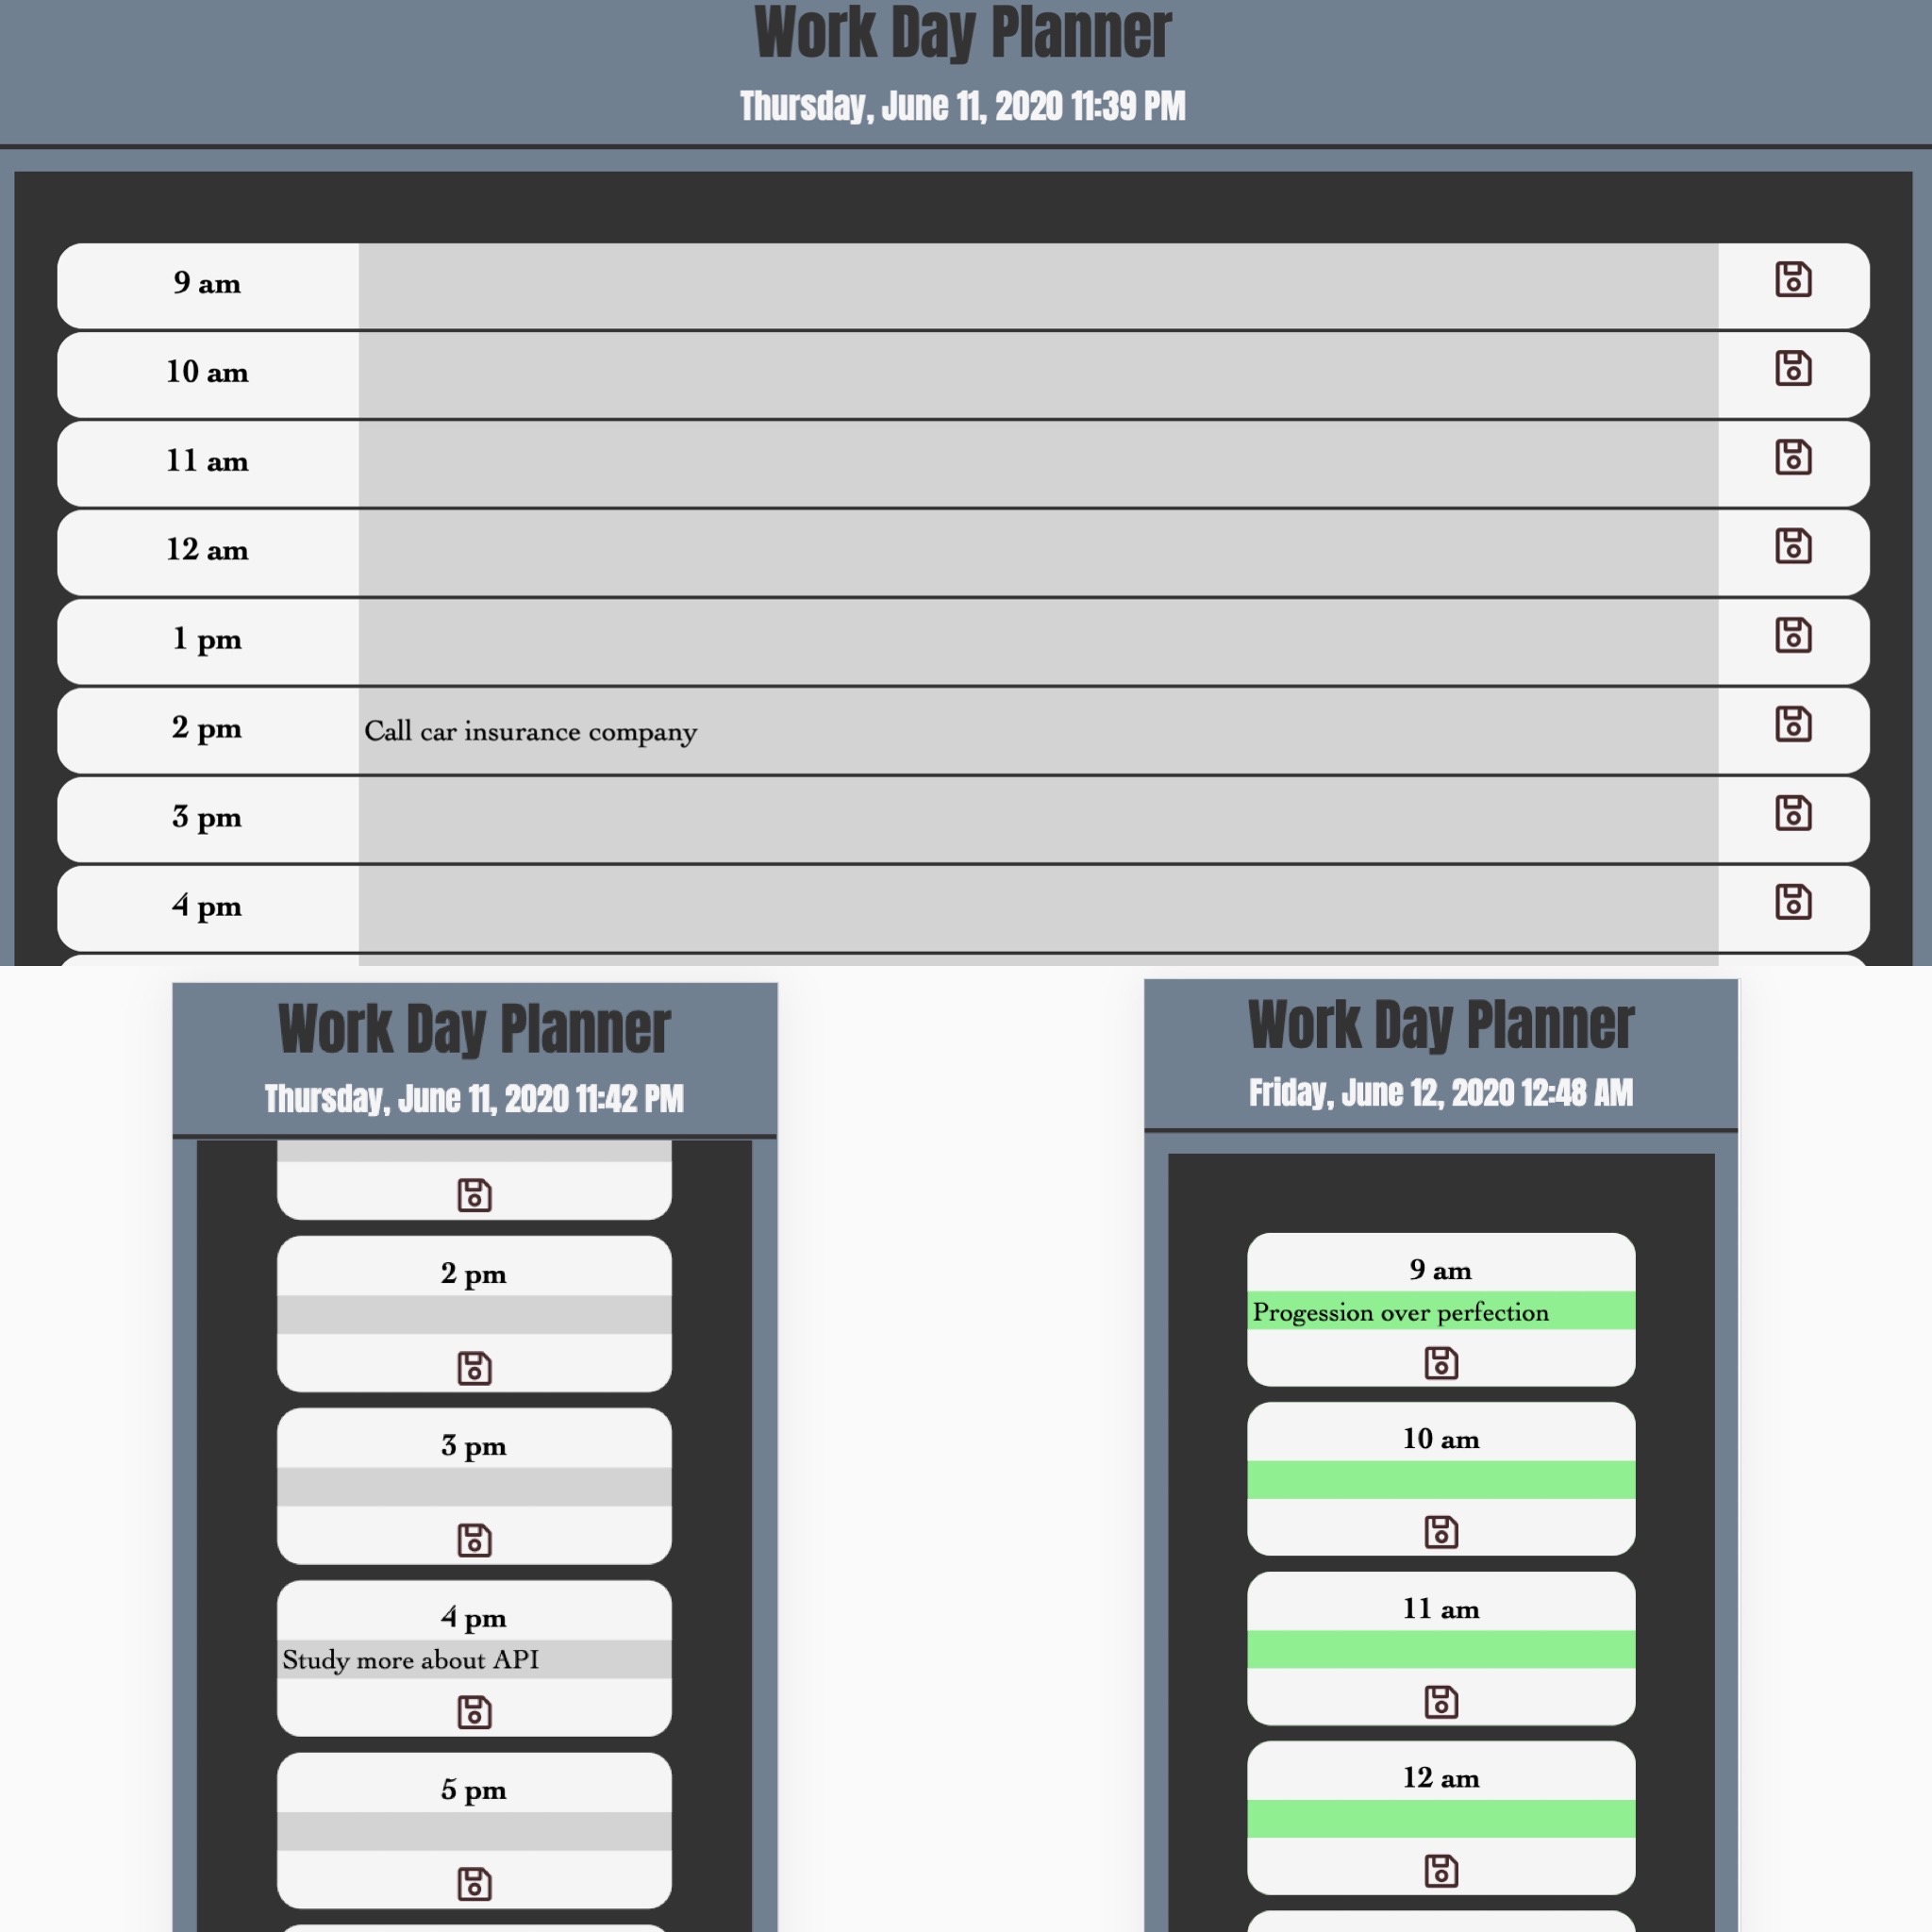 Work Day Planner
Thursday, June 11, 2020 11:39 PM
9 am
10 am
11 am
12 am
1 pm
2 pm
Call car insurance company
3 pm
4 pm
Work Day Planner
Thursday, June 11, 2020 11:42 PM
2 pm
3 pm
4 pm
Study more about API
5 pm
Work Day Planner
Friday, June 12, 2020 12:48 AM
9 am
Progession over perfection
10 am
11 am
12 am